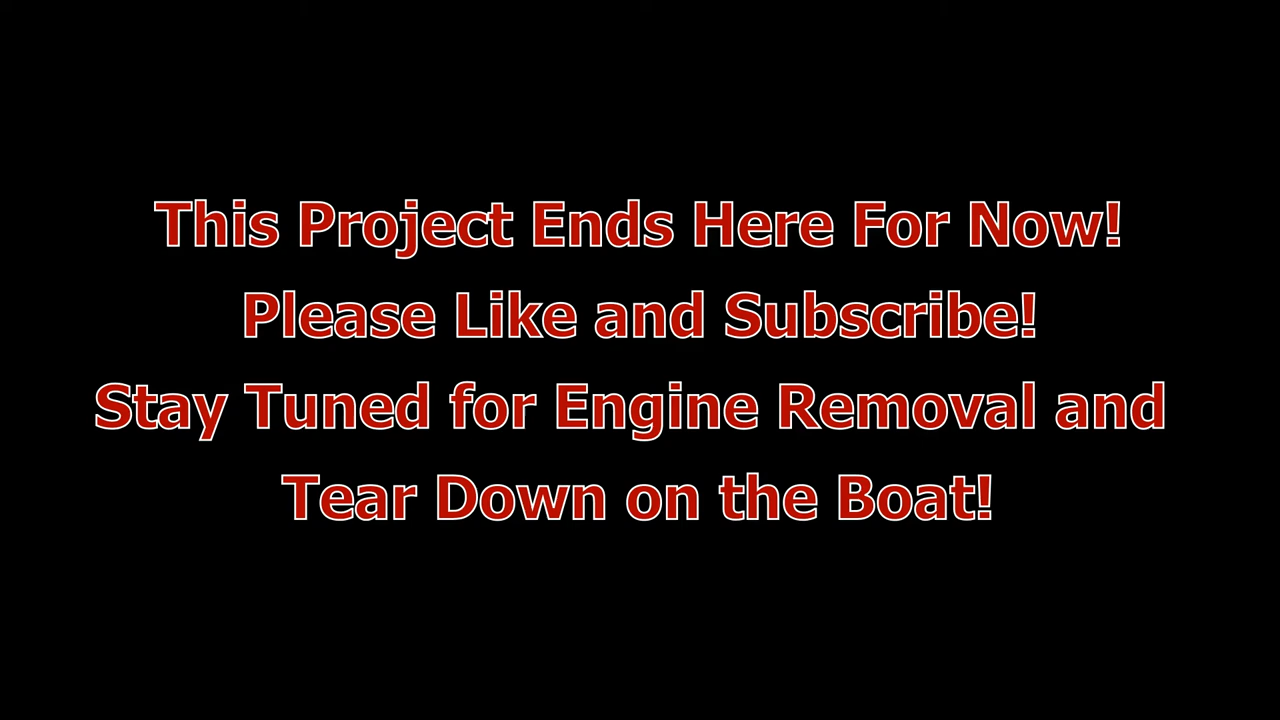 This Project Ends Here For Now!
Please Like and Subscribe!
Stay Tuned for Engine Removal and
Tear Down on the Boat!